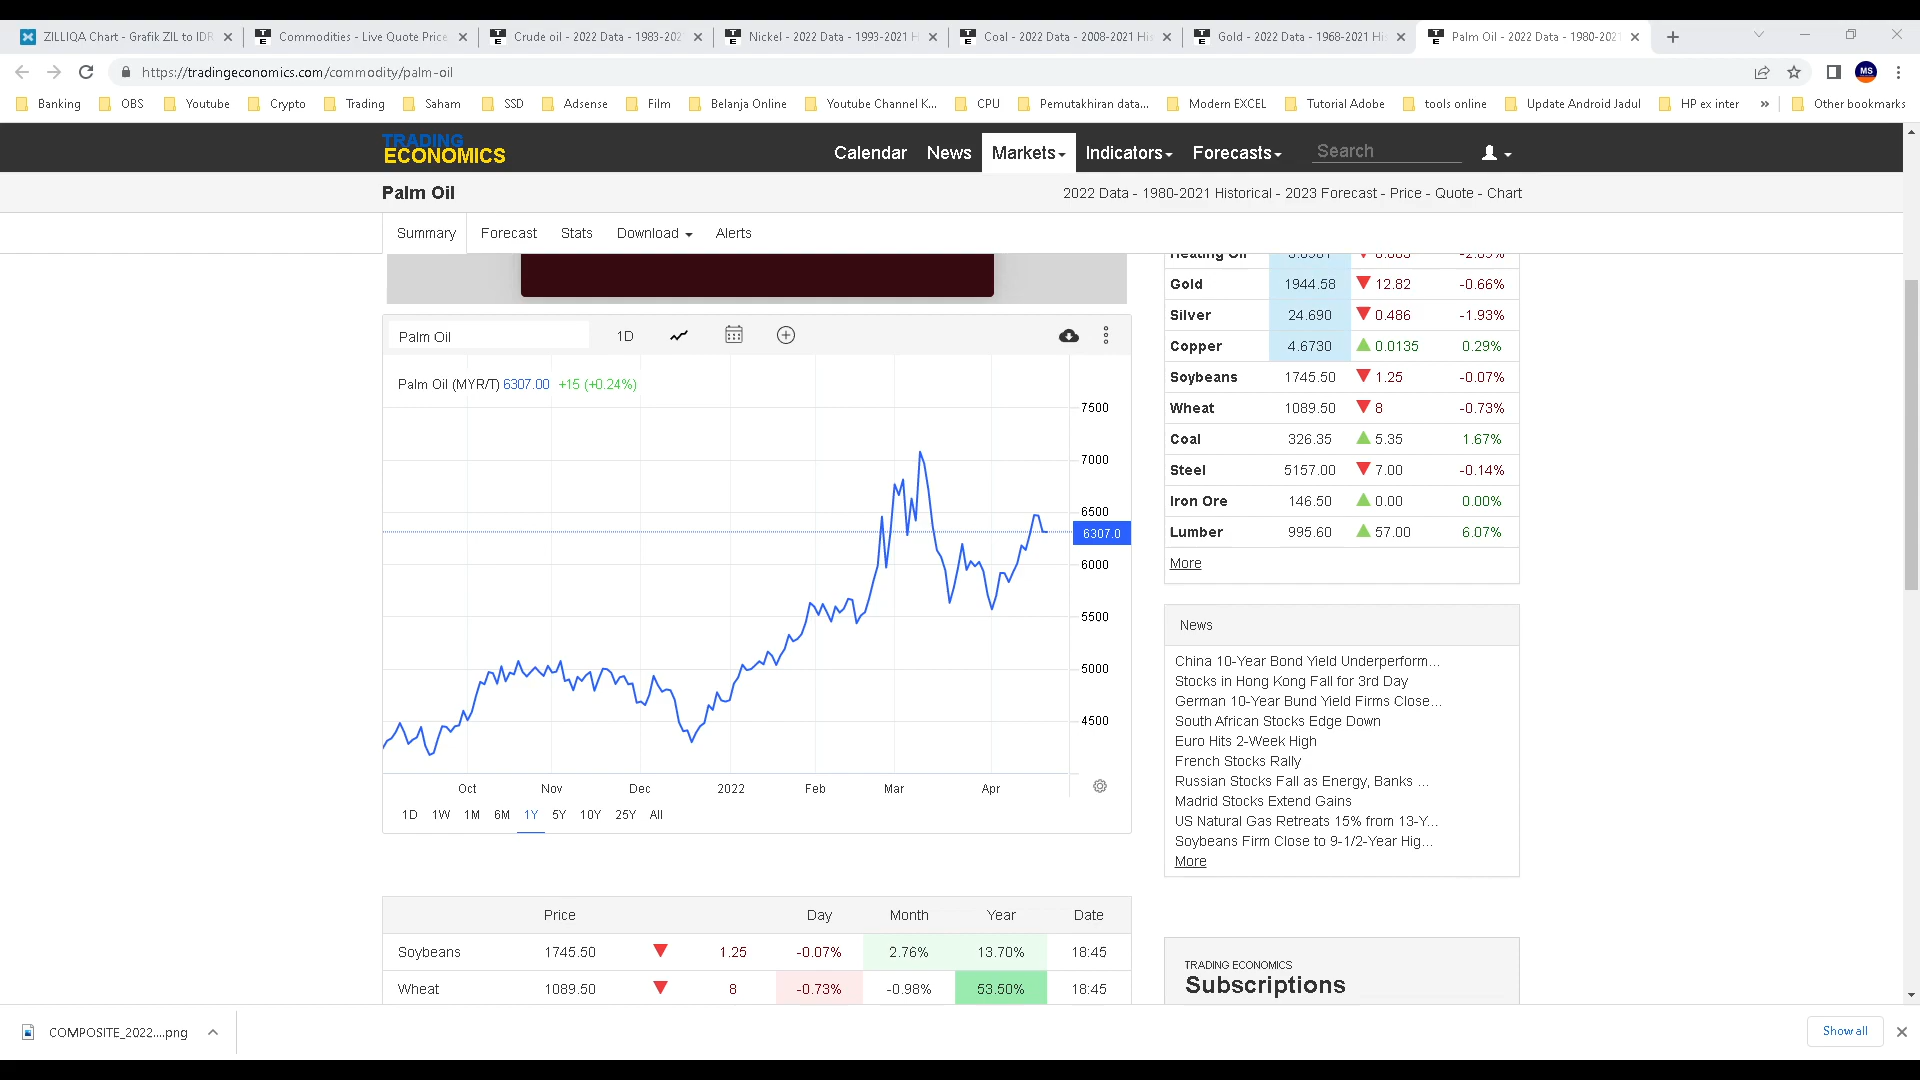 ZILLIQA Chart - Grafik ZIL to IDR
Commodities - Live Quote Price
Crude oil - 2022 Data - 1983-202
Nickel - 2022 Data - 1993-2021 H
Coal - 2022 Data - 2008-2021 His
Gold - 2022 Data - 1968-2021 His
Palm Oil - 2022 Data - 1980-2021
https://tradingeconomics.com/commodity/palm-oil
MS
Banking
OBS
Youtube
Crypto
Trading
Saham
SSD
Adsense
Film
Belanja Online
Youtube Channel K...
CPU
Pemutakhiran data...
Modern EXCEL
Tutorial Adobe
tools online
Update Android Jadul
HP ex inter
»
Other bookmarks
TRADING
ECONOMICS
Calendar News Markets Indicators Forecasts Search
Palm Oil
2022 Data - 1980-2021 Historical - 2023 Forecast - Price - Quote - Chart
Summary Forecast Stats Download Alerts
Palm Oil 1D
Palm Oil (MYR/T) 6307.00 +15 (+0.24%)
7500
7000
6500
6307.0
6000
5500
5000
4500
Oct Nov Dec 2022 Feb Mar Apr
1D 1W 1M 6M 1Y 5Y 10Y 25Y All
Heating Oil
Gold 1944.58 12.82 -0.66%
Silver 24.690 0.486 -1.93%
Copper 4.6730 0.0135 0.29%
Soybeans 1745.50 1.25 -0.07%
Wheat 1089.50 8 -0.73%
Coal 326.35 5.35 1.67%
Steel 5157.00 7.00 -0.14%
Iron Ore 146.50 0.00 0.00%
Lumber 995.60 57.00 6.07%
More
News
China 10-Year Bond Yield Underperform...
Stocks in Hong Kong Fall for 3rd Day
German 10-Year Bund Yield Firms Close...
South African Stocks Edge Down
Euro Hits 2-Week High
French Stocks Rally
Russian Stocks Fall as Energy, Banks ...
Madrid Stocks Extend Gains
US Natural Gas Retreats 15% from 13-Y...
Soybeans Firm Close to 9-1/2-Year Hig...
More
Price Day Month Year Date
Soybeans 1745.50 1.25 -0.07% 2.76% 13.70% 18:45
Wheat 1089.50 8 -0.73% -0.98% 53.50% 18:45
TRADING ECONOMICS
Subscriptions
COMPOSITE_2022....png
Show all